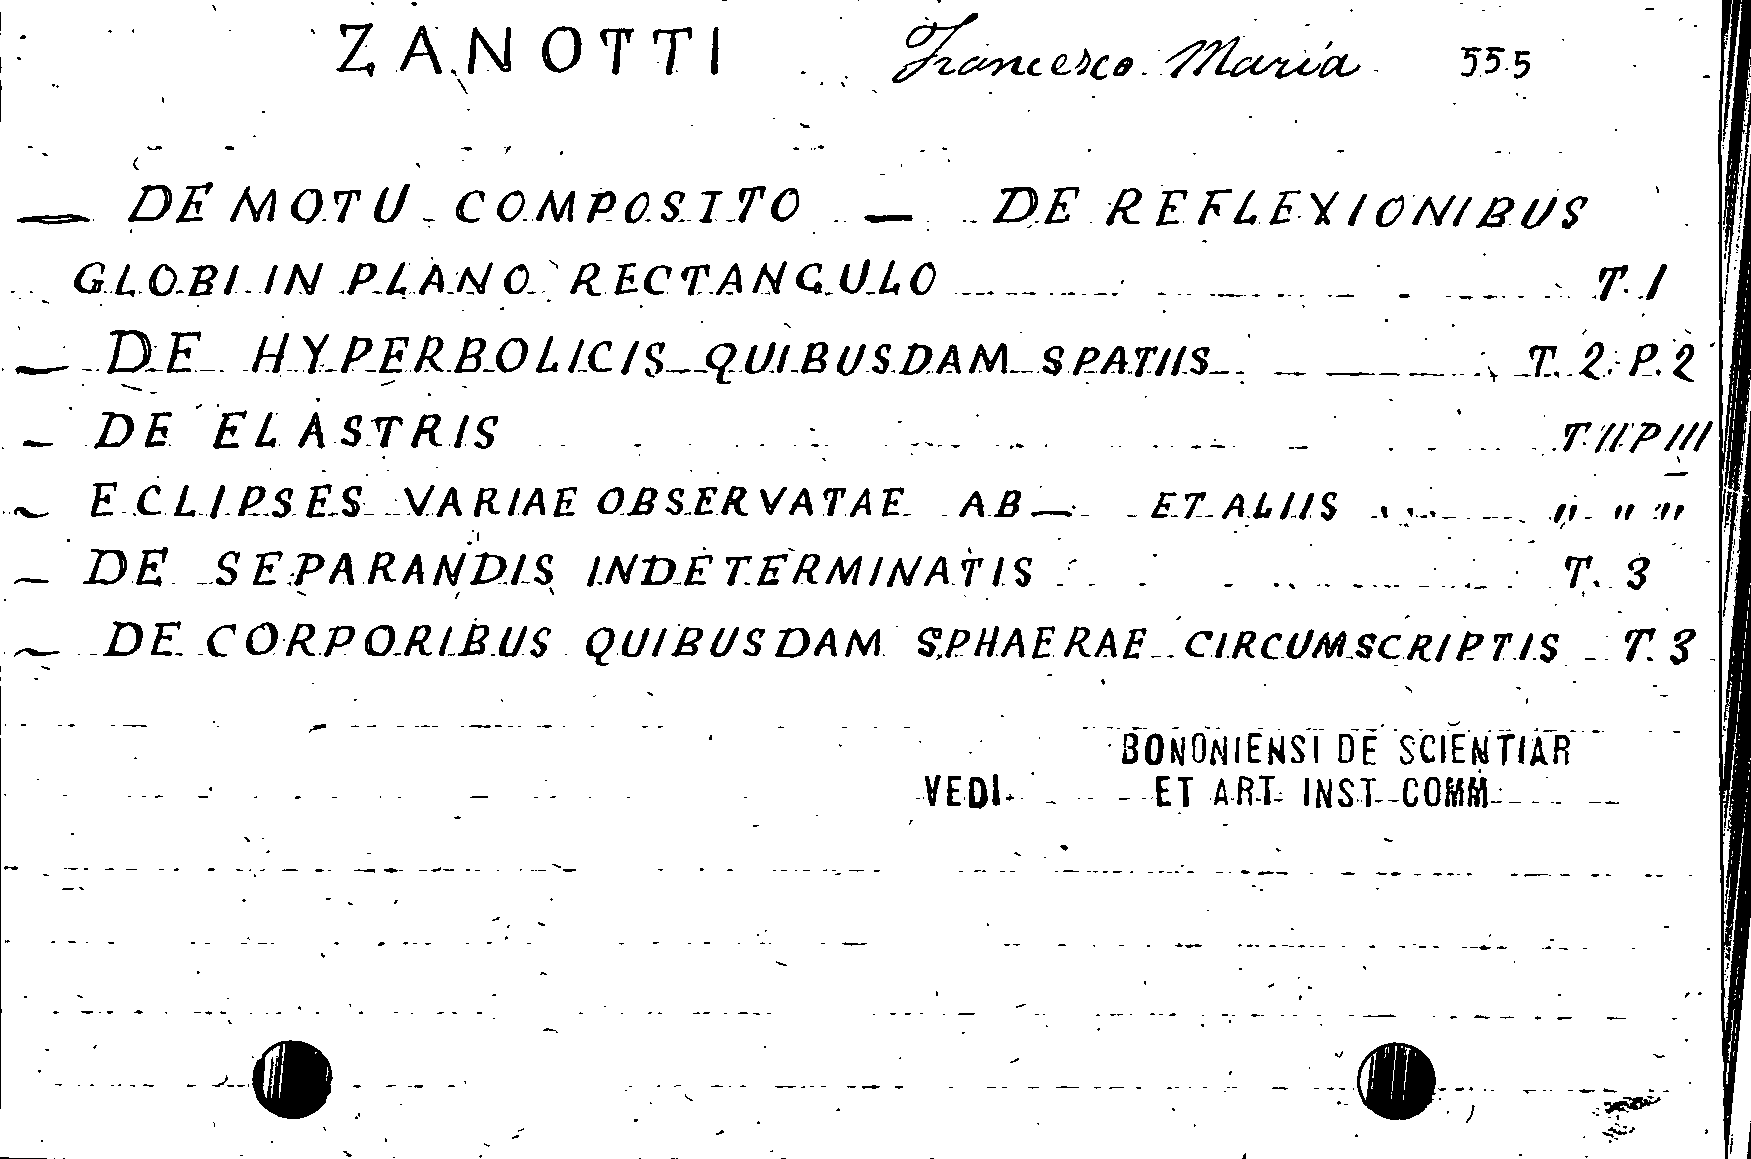 ZANOTTI Francesco Maria 555
— DE MOTU COMPOSITO — DE REFLEXIONIBUS
GLOBI IN PLANO RECTANGULO T. 1
— DE HYPERBOLICIS QUIBUSDAM SPATIIS T. 2. P. 2
— DE ELASTRIS T. II P III
~ ECLIPSES VARIAE OBSERVATAE AB — ET ALIIS " " "
— DE SEPARANDIS INDETERMINATIS T. 3
~ DE CORPORIBUS QUIBUSDAM SPHAERAE CIRCUMSCRIPTIS T. 3
BONONIENSI DE SCIENTIAR
VEDI. ET ART INST COMM